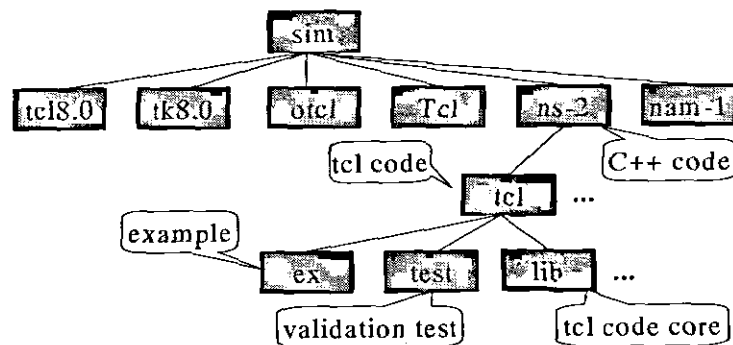 sim
tcl8.0 tk8.0 otcl Tcl ns-2 nam-1
tcl code C++ code
tcl ...
example
ex test lib ...
validation test tcl code core